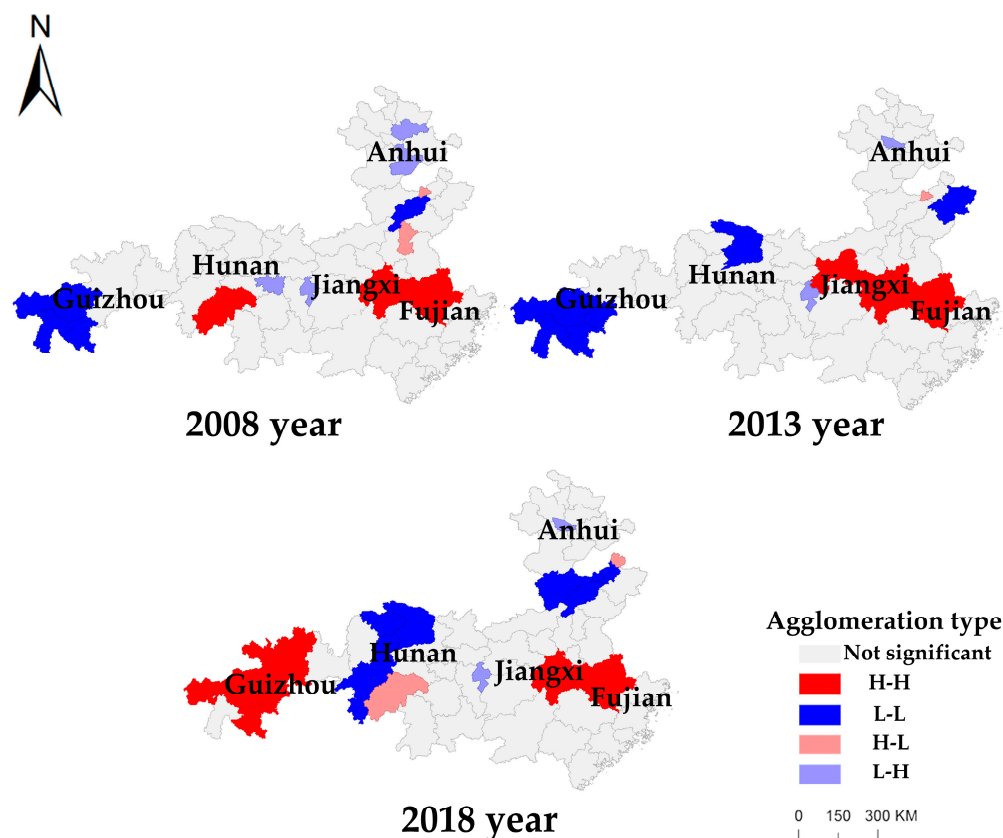 N
Anhui
Hunan
Jiangxi
Guizhou
Fujian
2008 year
Anhui
Hunan
Jiangxi
Guizhou
Fujian
2013 year
Anhui
Hunan
Jiangxi
Guizhou
Fujian
2018 year
Agglomeration type
Not significant
H-H
L-L
H-L
L-H
0 150 300 KM